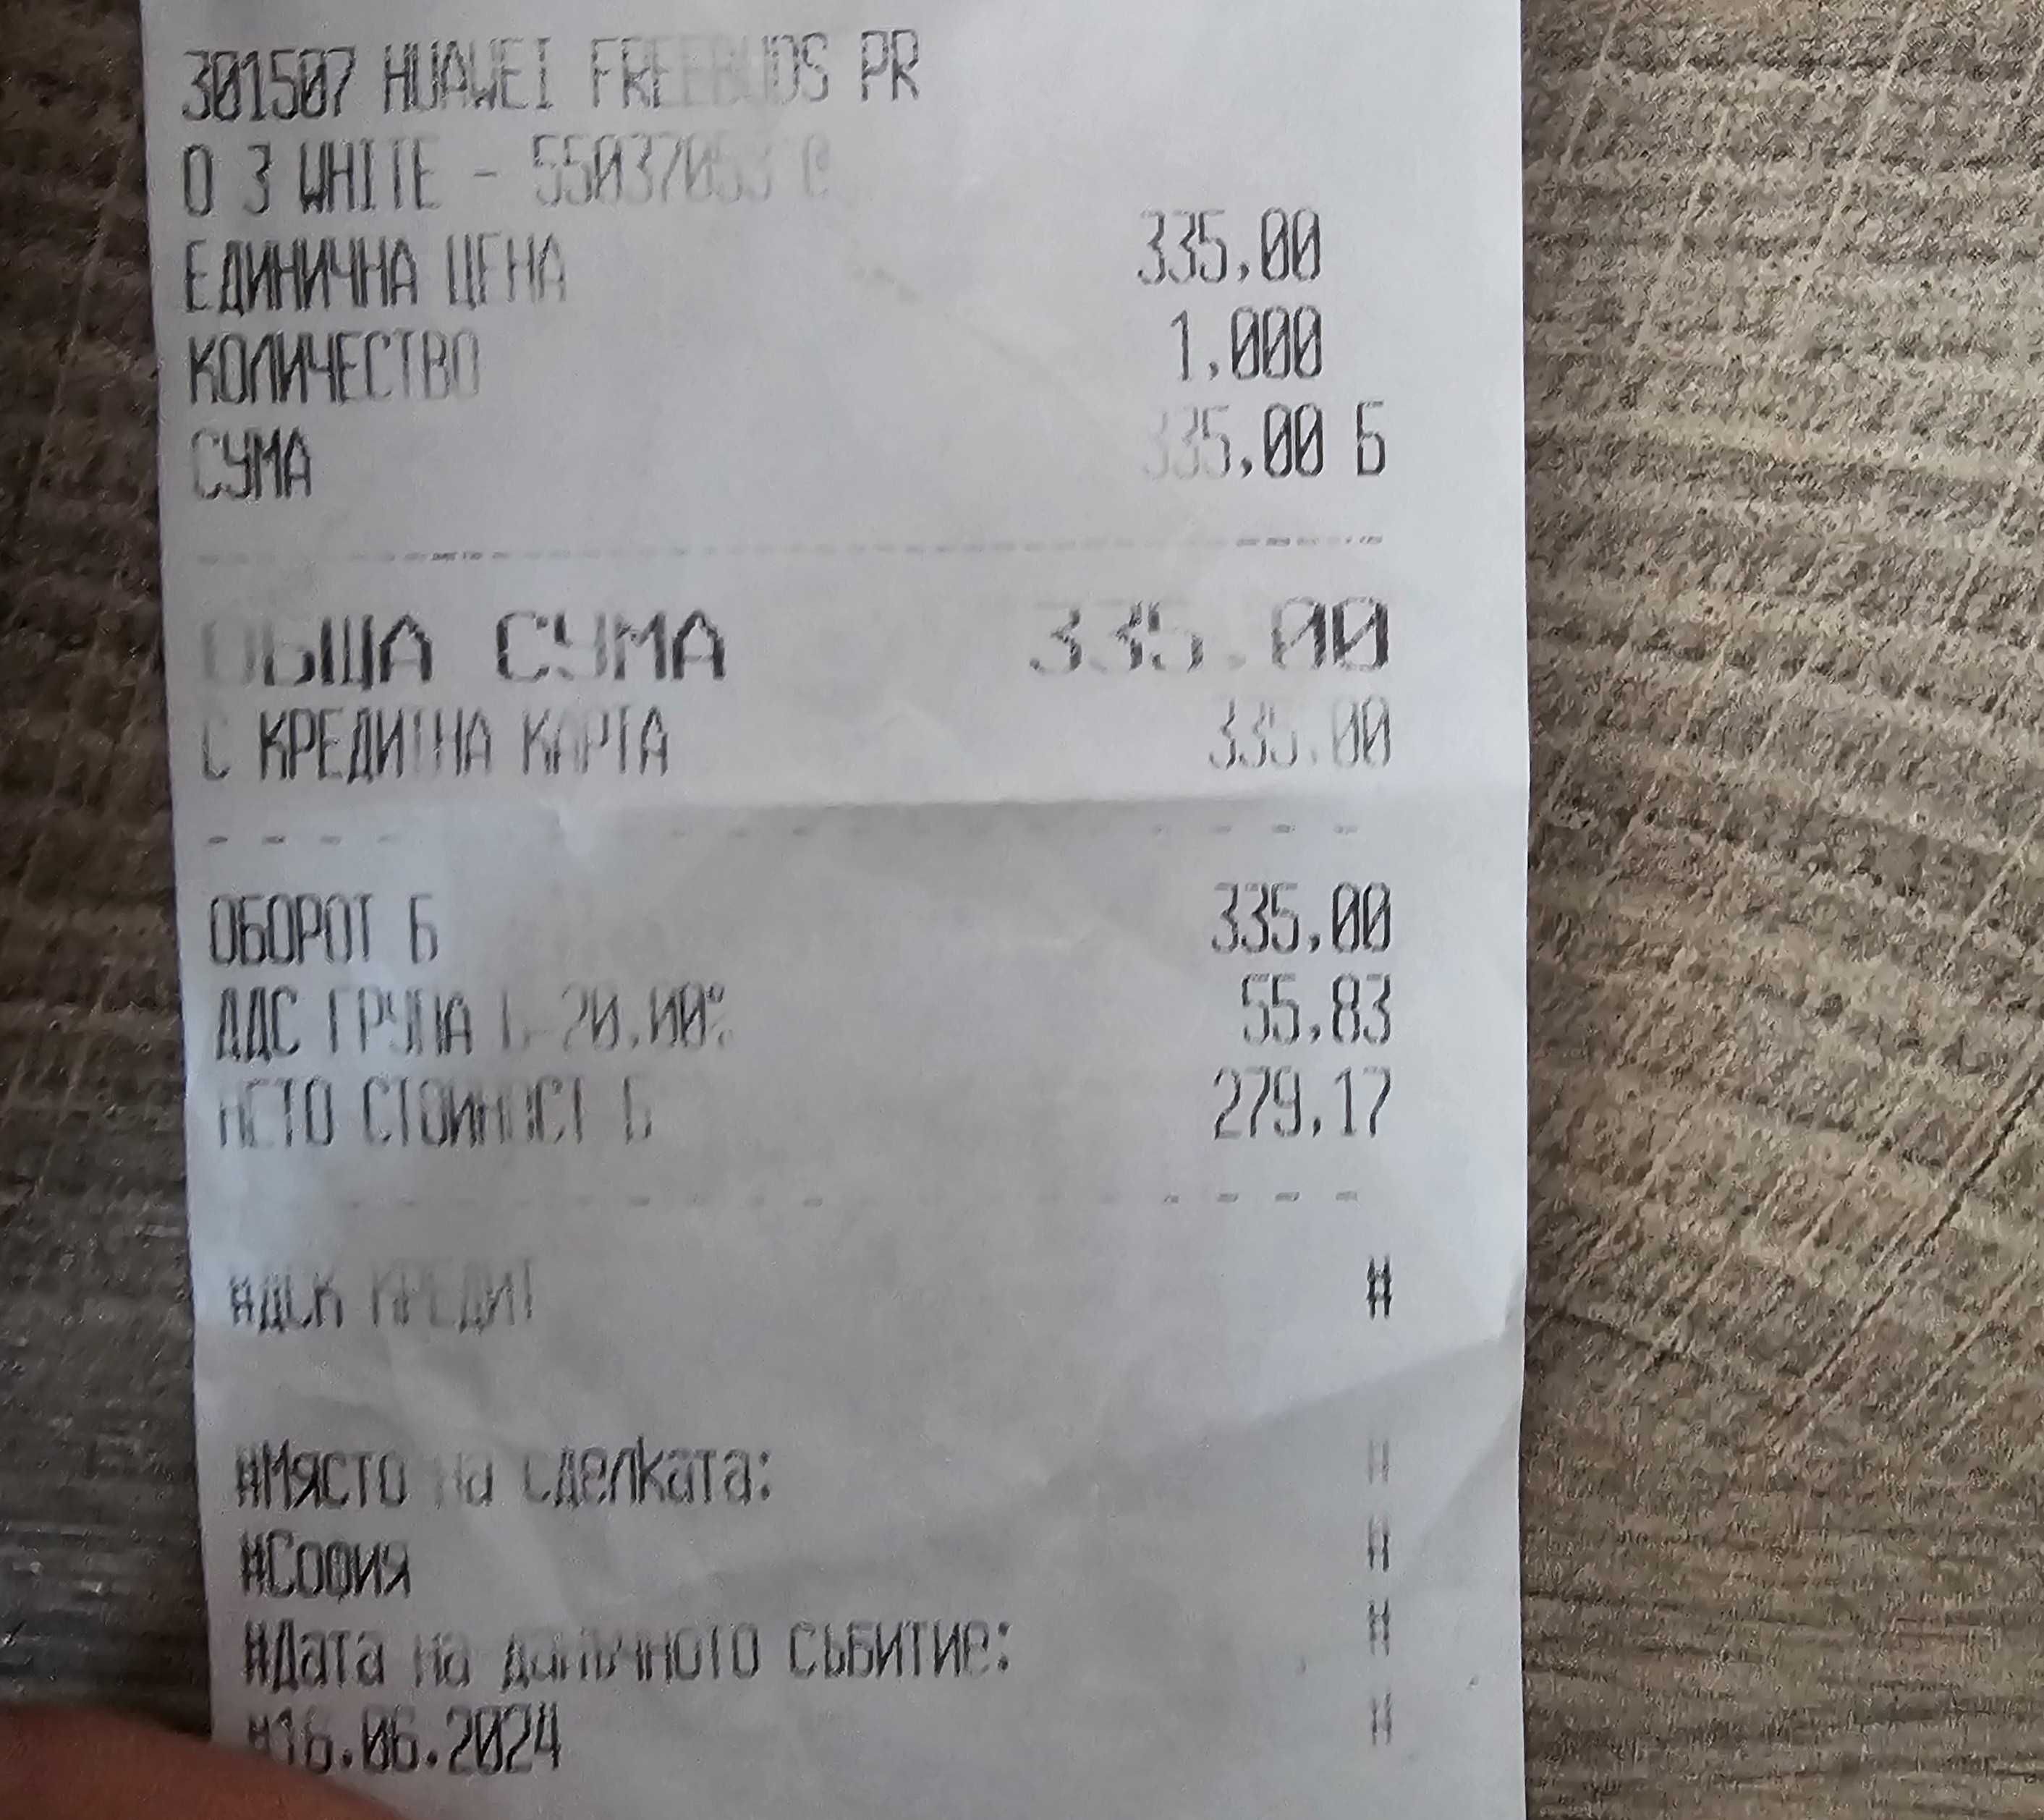 301507 HUAWEI FREEBUDS PR
O 3 WHITE - 55037053
ЕДИНИЧНА ЦЕНА 335,00
КОЛИЧЕСТВО 1,000
СУМА 335,00 Б
ОБЩА СУМА 335.00
С КРЕДИТНА КАРТА 335.00
ОБОРОТ Б 335,00
ДДС ГРУПА Б 20.00% 55,83
НЕТО СТОЙНОСТ Б 279,17
#ДСК КРЕДИТ #
#Място на сделката: #
#София #
#Дата на данъчното събитие: #
#16.06.2024 #